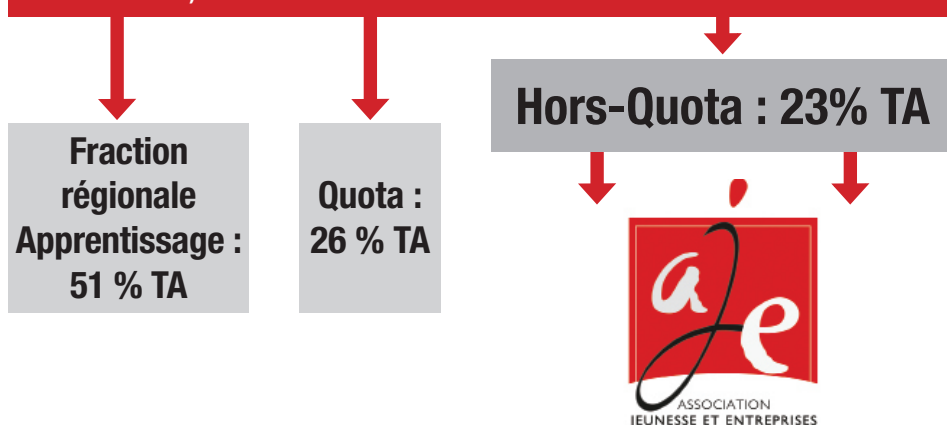 Fraction
régionale
Apprentissage :
51 % TA
Quota :
26 % TA
Hors-Quota : 23% TA
aje
ASSOCIATION
JEUNESSE ET ENTREPRISES